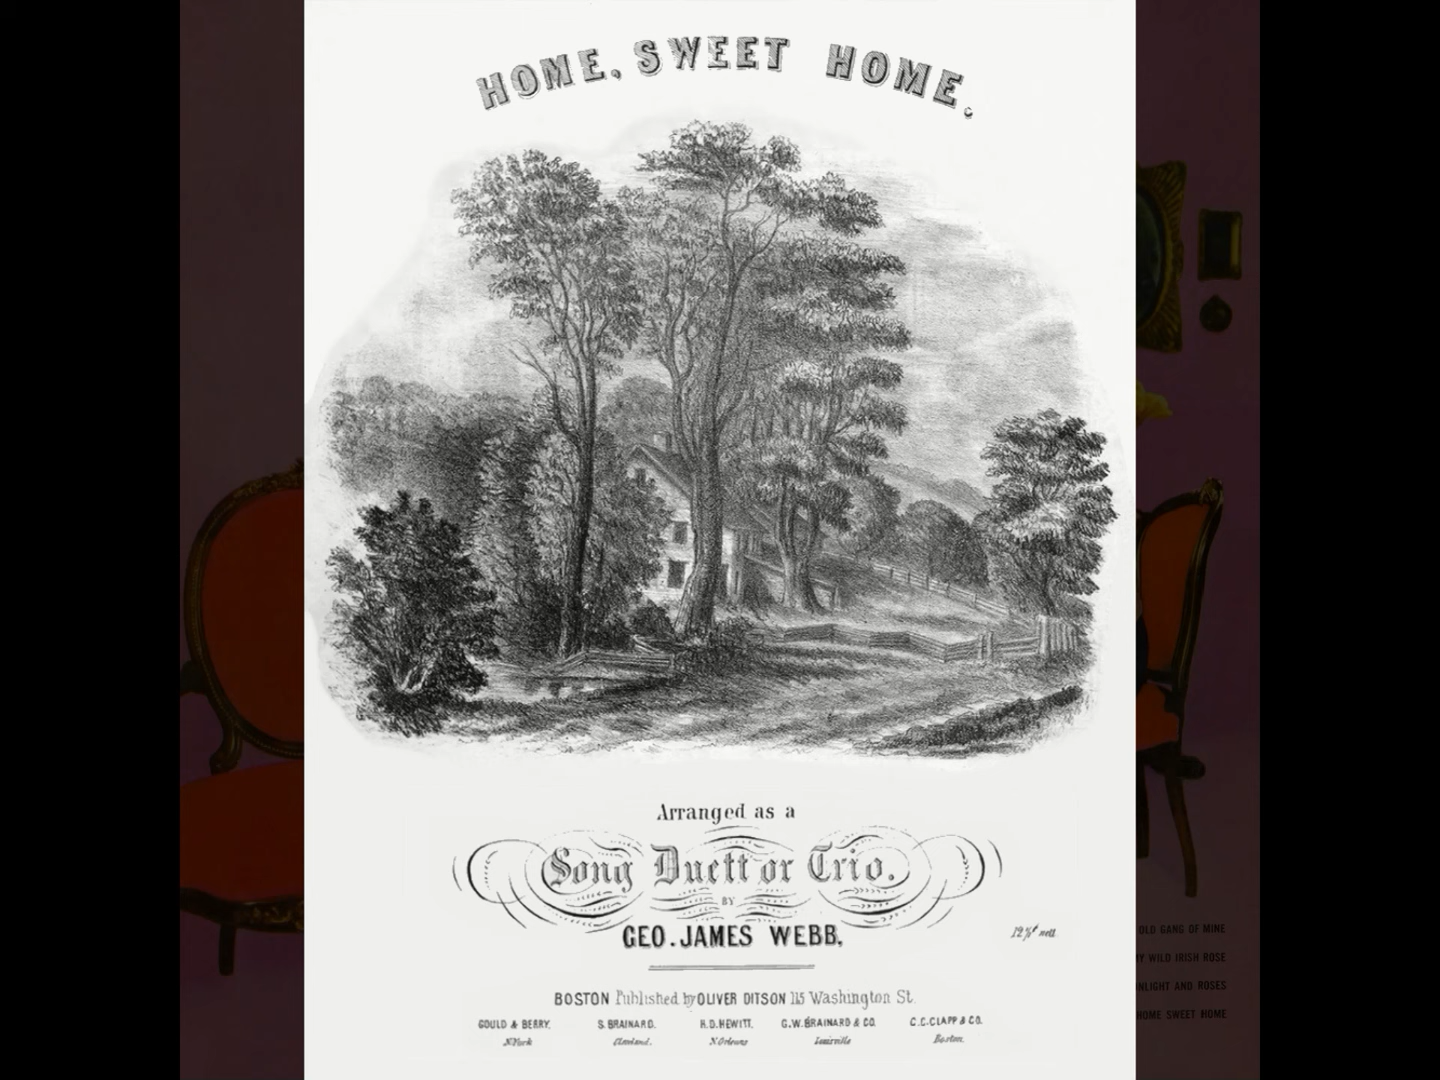 HOME, SWEET HOME.
Arranged as a
Song Duett or Trio.
BY
GEO. JAMES WEBB,
12½ nett.
BOSTON Published by OLIVER DITSON 115 Washington St.
GOULD & BERRY, S. BRAINARD. H.D. HEWITT. G.W. BRAINARD & CO. C.C. CLAPP & CO.
N.York Cleveland. N.Orleans Louisville Boston.
OLD GANG OF MINE
MY WILD IRISH ROSE
NLIGHT AND ROSES
HOME SWEET HOME